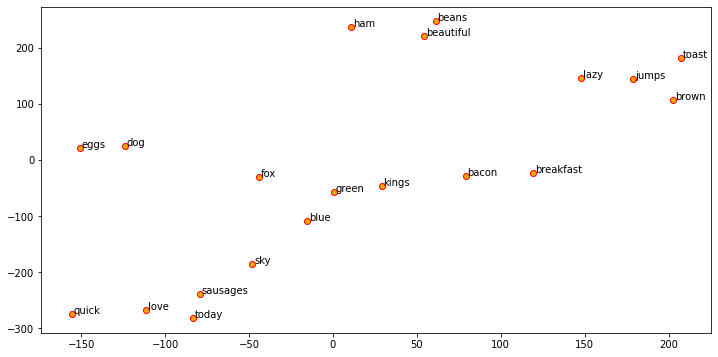 beans
ham
beautiful
200
toast
lazy
jumps
100
brown
eggs
dog
0
fox
green
kings
bacon
breakfast
−100
blue
−200
sky
sausages
quick
love
today
−300
−150
−100
−50
0
50
100
150
200